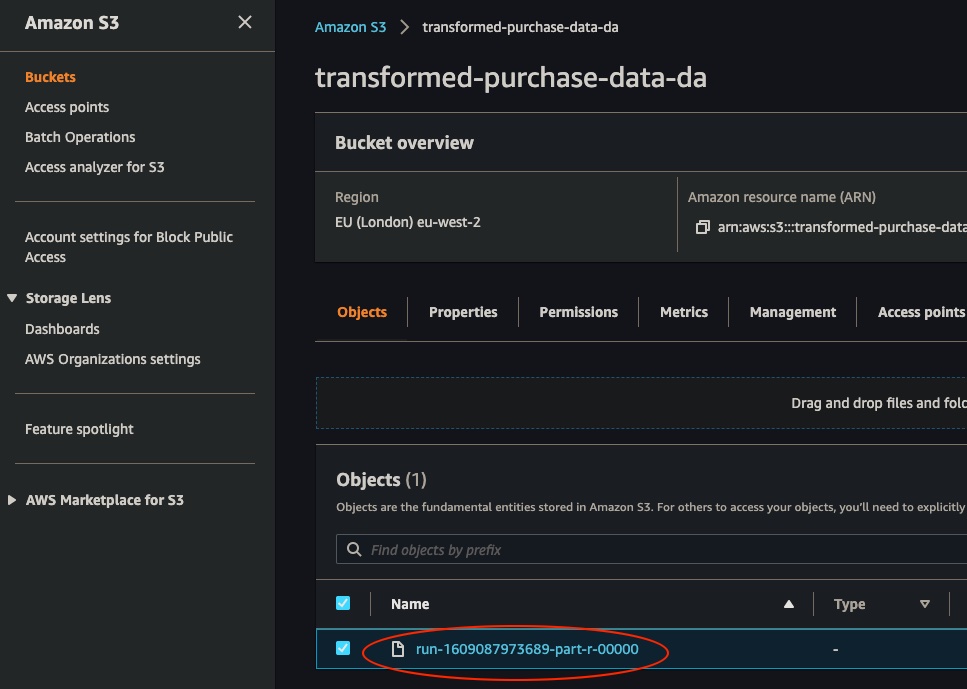 Amazon S3
Buckets
Access points
Batch Operations
Access analyzer for S3
Account settings for Block Public
Access
Storage Lens
Dashboards
AWS Organizations settings
Feature spotlight
AWS Marketplace for S3
Amazon S3 > transformed-purchase-data-da
transformed-purchase-data-da
Bucket overview
Region
EU (London) eu-west-2
Amazon resource name (ARN)
arn:aws:s3:::transformed-purchase-data
Objects Properties Permissions Metrics Management Access points
Drag and drop files and fold
Objects (1)
Objects are the fundamental entities stored in Amazon S3. For others to access your objects, you'll need to explicitly
Find objects by prefix
Name Type
run-1609087973689-part-r-00000 -